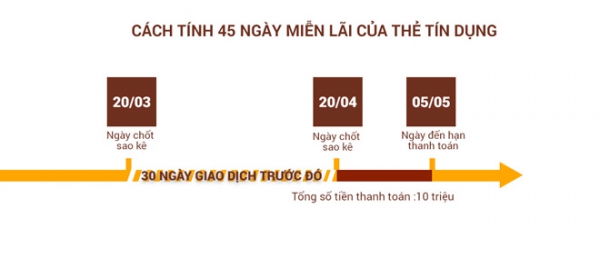 CÁCH TÍNH 45 NGÀY MIỄN LÃI CỦA THẺ TÍN DỤNG
20/03
Ngày chốt
sao kê
20/04
Ngày chốt
sao kê
05/05
Ngày đến hạn
thanh toán
30 NGÀY GIAO DỊCH TRƯỚC ĐÓ
Tổng số tiền thanh toán :10 triệu